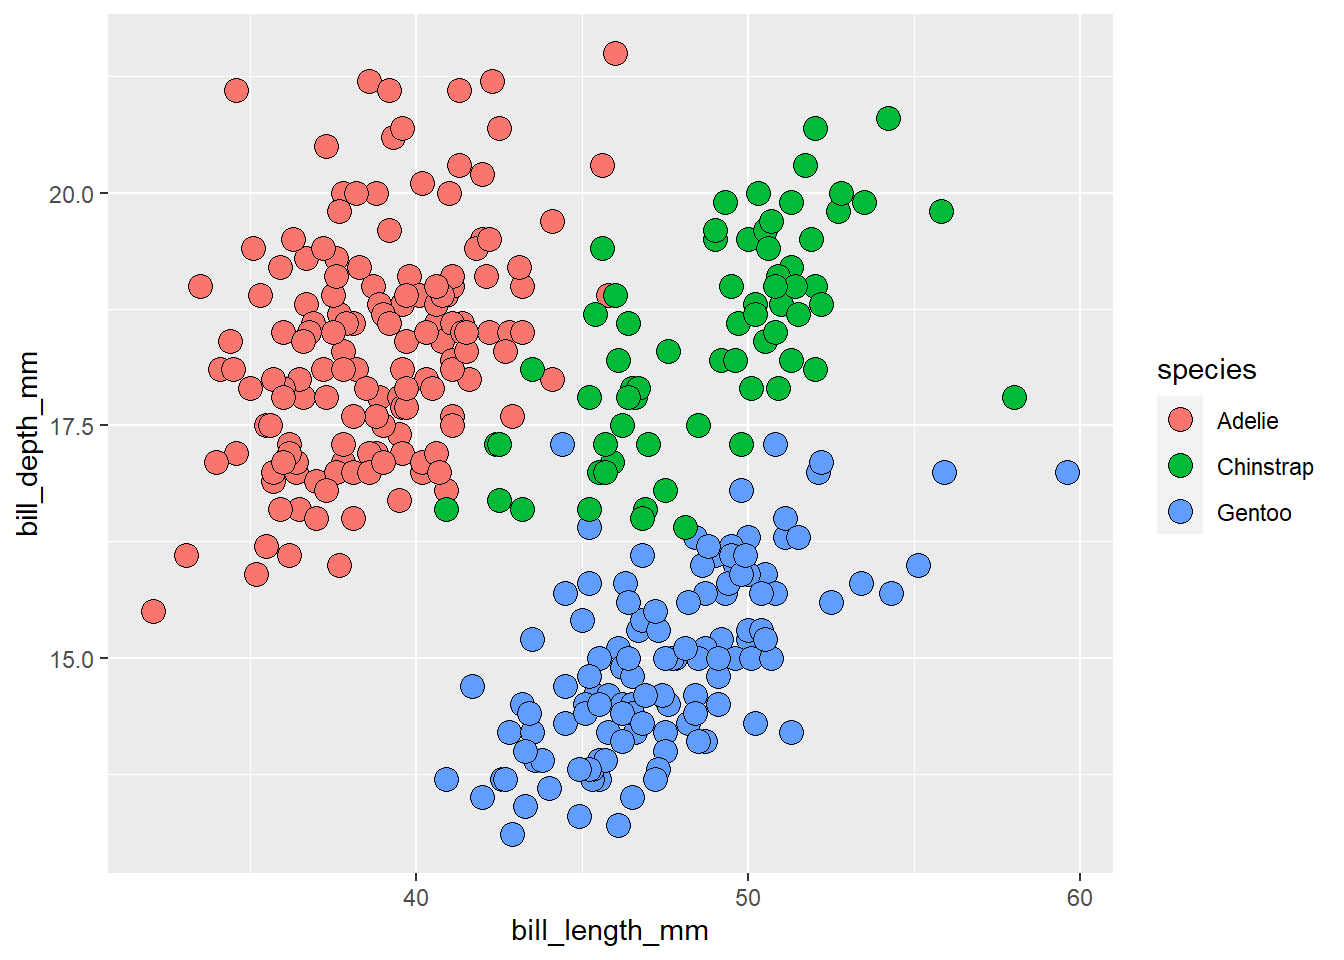 20.0
17.5
15.0
bill_depth_mm
40
50
60
bill_length_mm
species
Adelie
Chinstrap
Gentoo